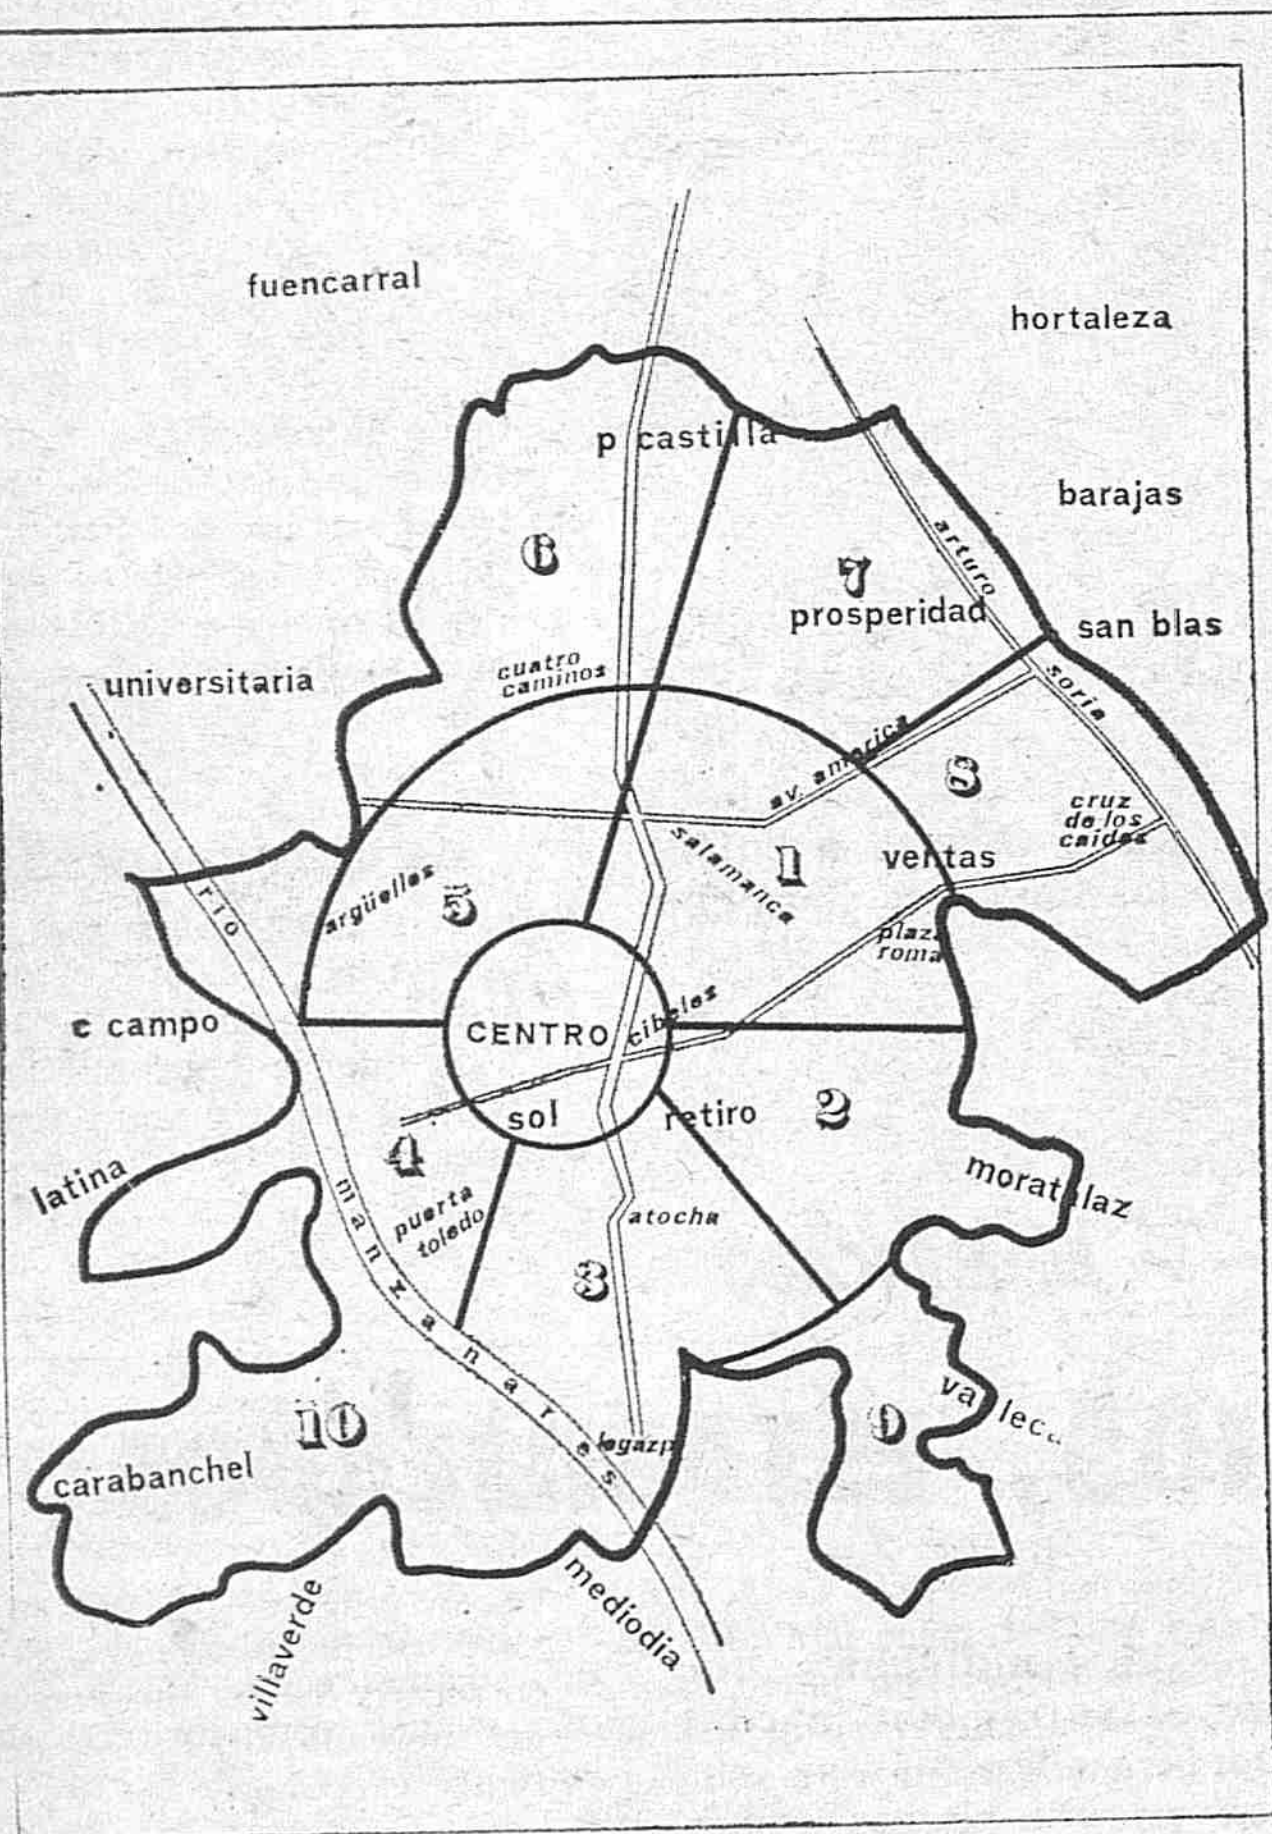 fuencarral
hortaleza
p castilla
barajas
arturo
6
7
prosperidad
san blas
cuatro
caminos
universitaria
soria
av. america
8
cruz
de los
caidos
salamanca
1
ventas
argüelles
5
rio
plaza
roma
c campo
CENTRO
cibeles
sol
retiro
2
4
latina
moratalaz
manzanares
puerta
toledo
atocha
3
10
9
legazpi
carabanchel
villaverde
mediodia